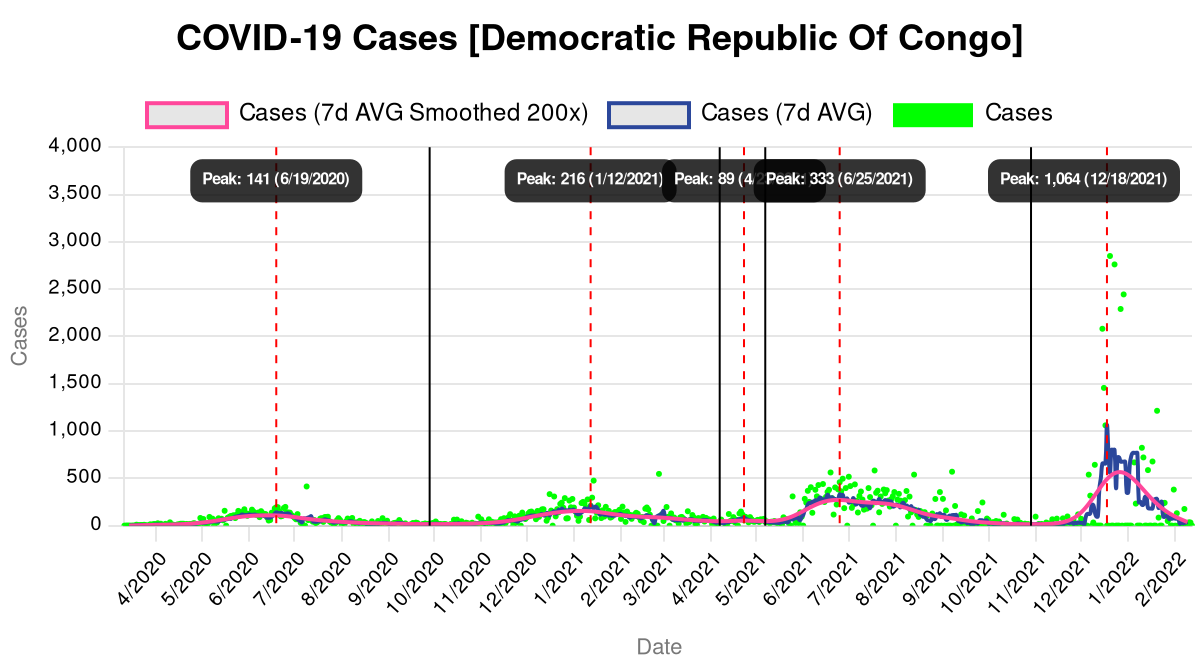 COVID-19 Cases [Democratic Republic Of Congo]
Cases (7d AVG Smoothed 200x)
Cases (7d AVG)
Cases
4,000
3,500
3,000
2,500
2,000
1,500
1,000
500
0
Cases
Peak: 141 (6/19/2020)
Peak: 216 (1/12/2021)
Peak: 89 (4/
Peak: 333 (6/25/2021)
Peak: 1,064 (12/18/2021)
4/2020
5/2020
6/2020
7/2020
8/2020
9/2020
10/2020
11/2020
12/2020
1/2021
2/2021
3/2021
4/2021
5/2021
6/2021
7/2021
8/2021
9/2021
10/2021
11/2021
12/2021
1/2022
2/2022
Date